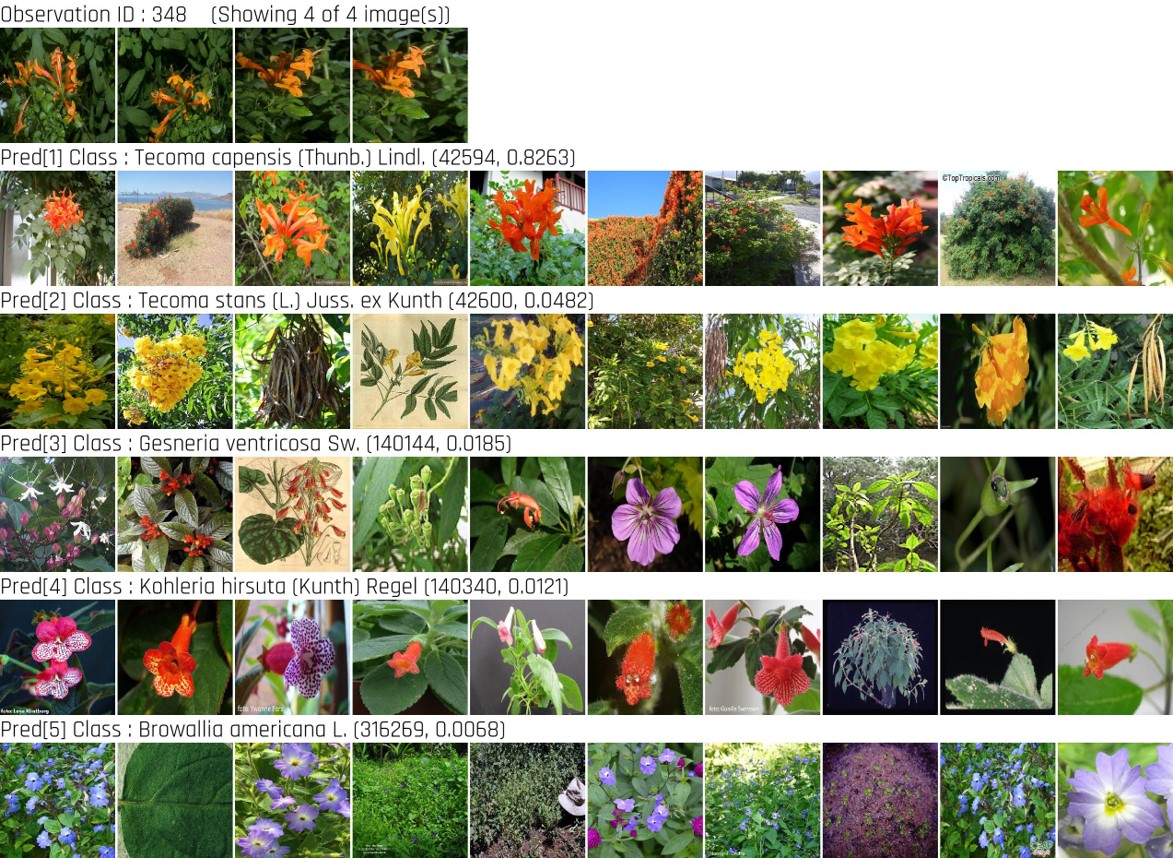 Observation ID : 348 (Showing 4 of 4 image(s))
Pred[1] Class : Tecoma capensis (Thunb.) Lindl. (42594, 0.8263)
©TopTropicals.com
Pred[2] Class : Tecoma stans (L.) Juss. ex Kunth (42600, 0.0482)
Pred[3] Class : Gesneria ventricosa Sw. (140144, 0.0185)
Pred[4] Class : Kohleria hirsuta (Kunth) Regel (140340, 0.0121)
Pred[5] Class : Browallia americana L. (316269, 0.0068)